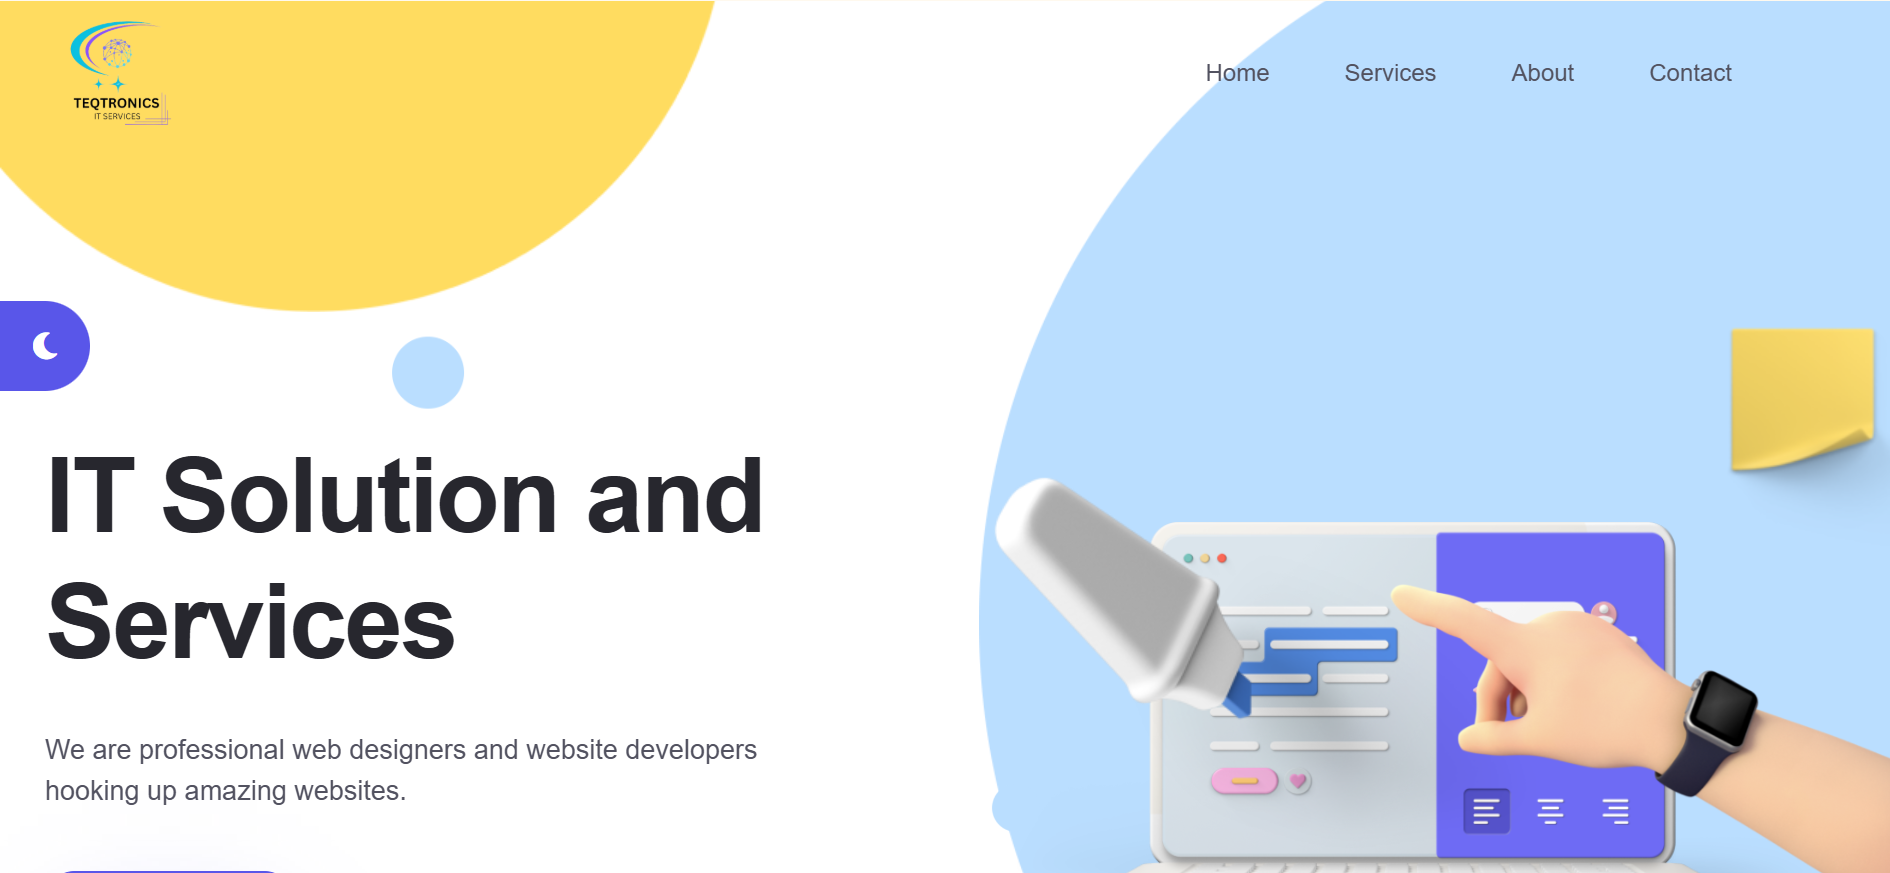 TEQTRONICS
IT SERVICES
Home
Services
About
Contact
IT Solution and
Services
We are professional web designers and website developers
hooking up amazing websites.